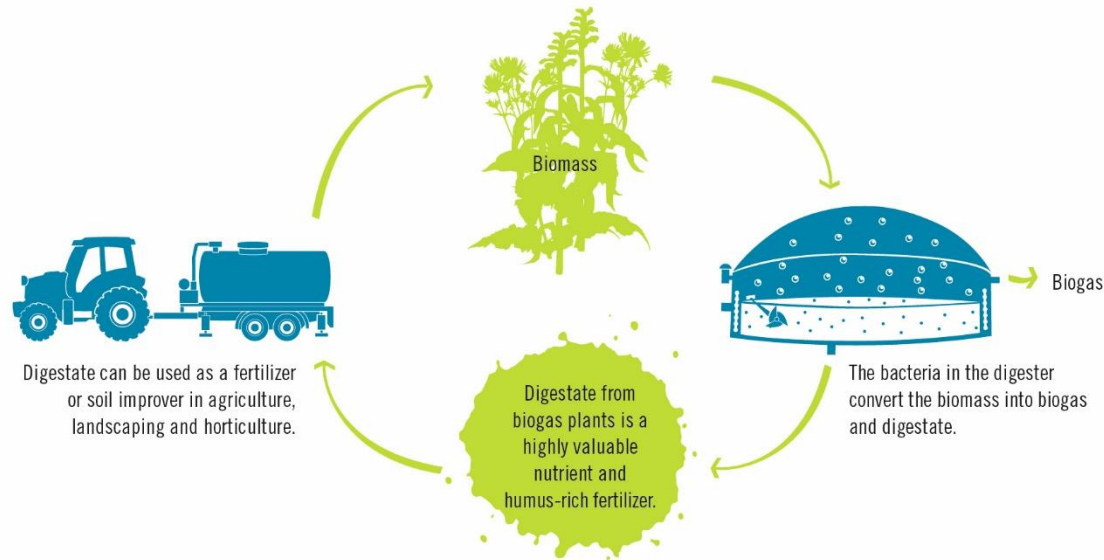 Biomass
Biogas
The bacteria in the digester
convert the biomass into biogas
and digestate.
Digestate from
biogas plants is a
highly valuable
nutrient and
humus-rich fertilizer.
Digestate can be used as a fertilizer
or soil improver in agriculture,
landscaping and horticulture.